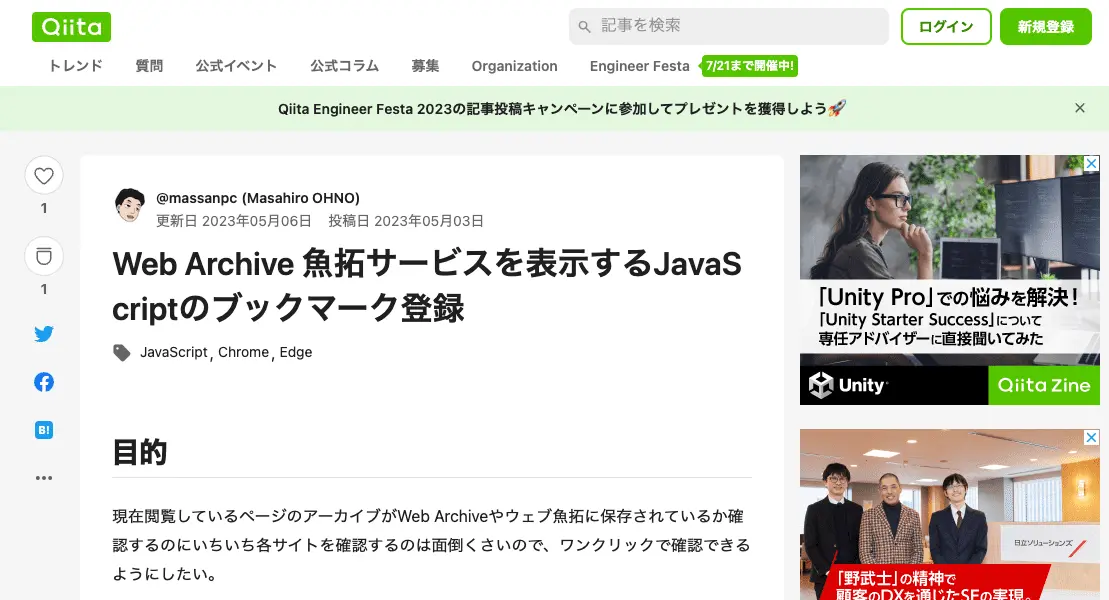 Qiita
記事を検索
ログイン
新規登録
トレンド 質問 公式イベント 公式コラム 募集 Organization Engineer Festa 7/21まで開催中!
Qiita Engineer Festa 2023の記事投稿キャンペーンに参加してプレゼントを獲得しよう🚀
1
1
B!
@massanpc (Masahiro OHNO)
更新日 2023年05月06日 投稿日 2023年05月03日
Web Archive 魚拓サービスを表示するJavaS
criptのブックマーク登録
JavaScript, Chrome, Edge
目的
現在閲覧しているページのアーカイブがWeb Archiveやウェブ魚拓に保存されているか確
認するのにいちいち各サイトを確認するのは面倒くさいので、ワンクリックで確認できる
ようにしたい。
「Unity Pro」での悩みを解決！
「Unity Starter Success」について
専任アドバイザーに直接聞いてみた
Unity
Qiita Zine
日立ソリューションズ
「野武士」の精神で
顧客のDXを通じたSEの実現。